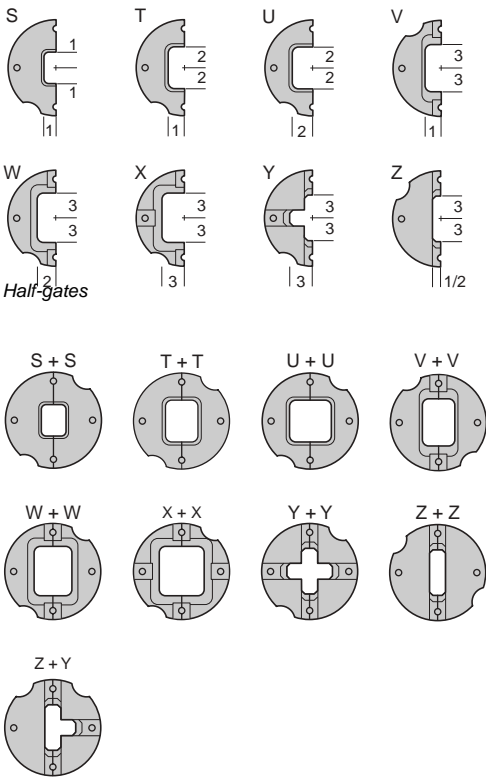 S T U V
1 2 2 3
1 2 2 3
1 1 2 1
W X Y Z
3 3 3 3
3 3 3 3
2 3 3 1/2
Half-gates
S + S T + T U + U V + V
W + W X + X Y + Y Z + Z
Z + Y